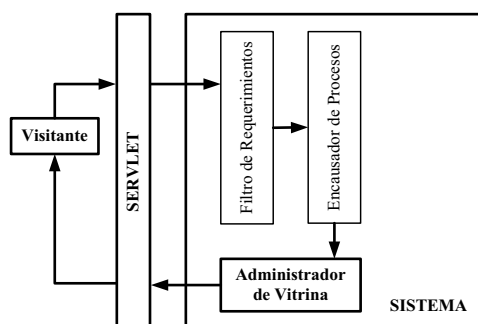 Visitante
SERVLET
Filtro de Requerimientos
Encausador de Procesos
Administrador
de Vitrina
SISTEMA